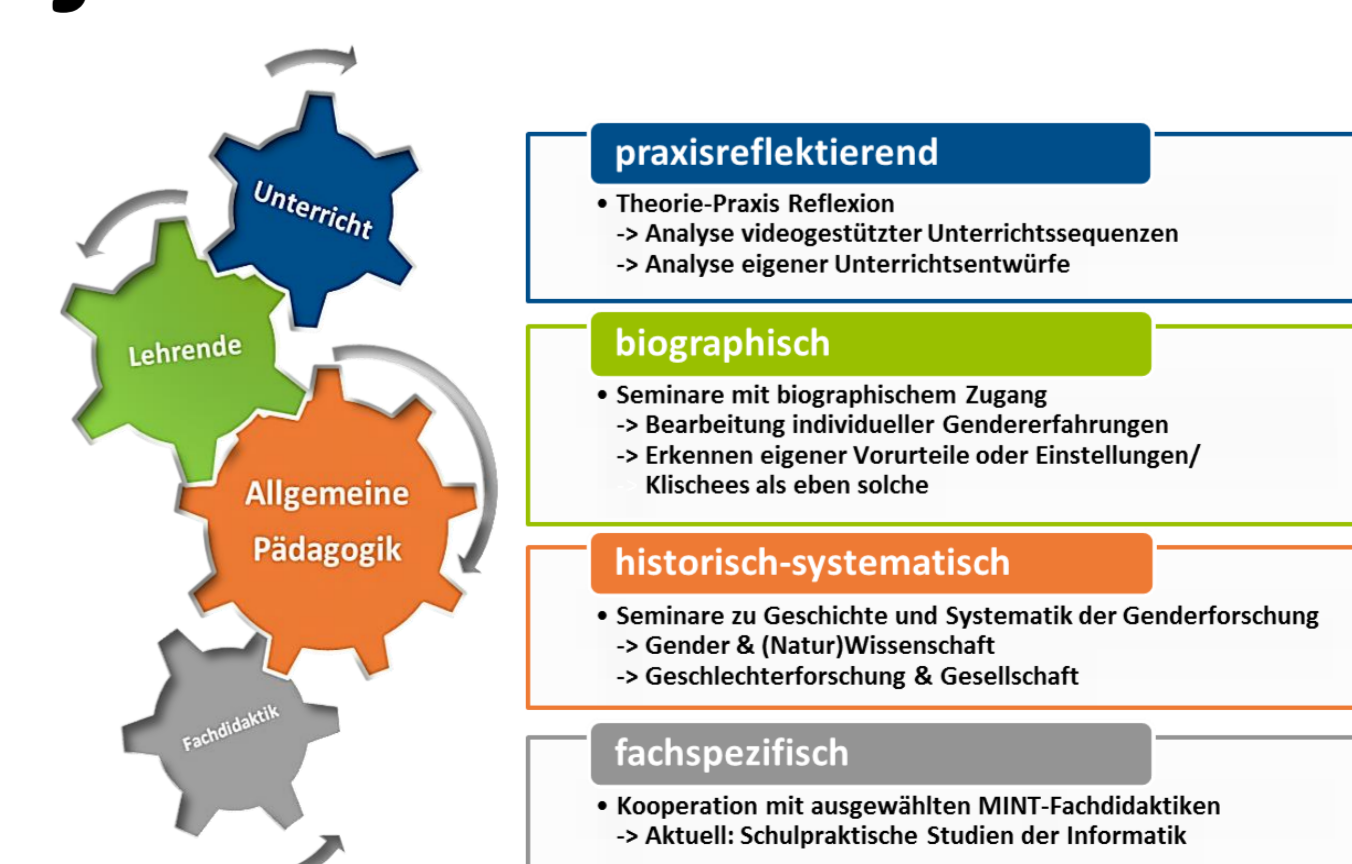 Unterricht
Lehrende
Allgemeine
Pädagogik
Fachdidaktik
praxisreflektierend
• Theorie-Praxis Reflexion
-> Analyse videogestützter Unterrichtssequenzen
-> Analyse eigener Unterrichtsentwürfe
biographisch
• Seminare mit biographischem Zugang
-> Bearbeitung individueller Gendererfahrungen
-> Erkennen eigener Vorurteile oder Einstellungen/
-> Klischees als eben solche
historisch-systematisch
• Seminare zu Geschichte und Systematik der Genderforschung
-> Gender & (Natur)Wissenschaft
-> Geschlechterforschung & Gesellschaft
fachspezifisch
• Kooperation mit ausgewählten MINT-Fachdidaktiken
-> Aktuell: Schulpraktische Studien der Informatik